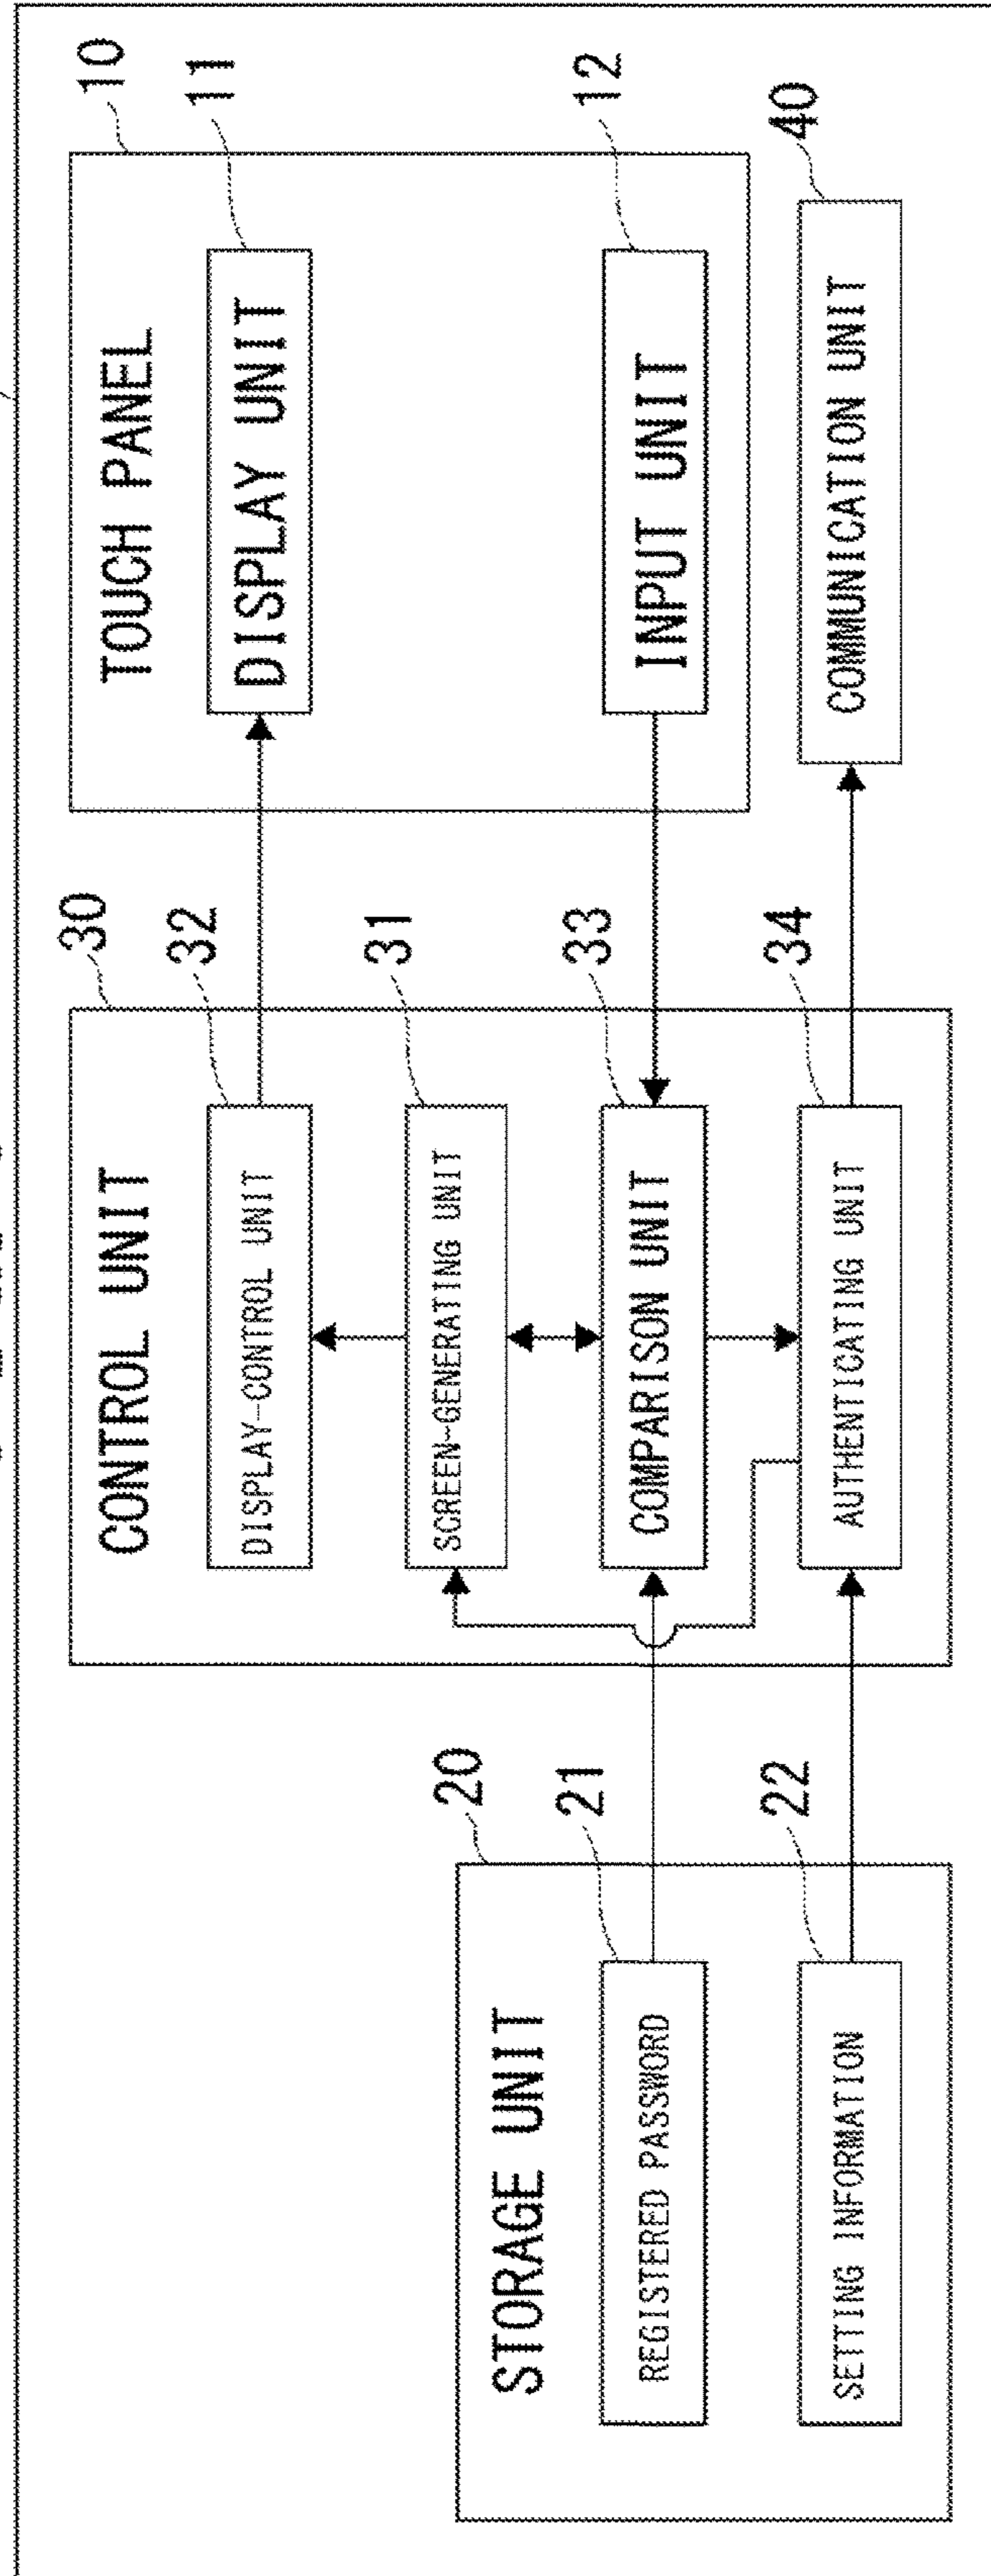 STORAGE UNIT
20
REGISTERED PASSWORD
21
SETTING INFORMATION
22
CONTROL UNIT
30
DISPLAY-CONTROL UNIT
32
SCREEN-GENERATING UNIT
31
COMPARISON UNIT
33
AUTHENTICATING UNIT
34
TOUCH PANEL
10
DISPLAY UNIT
11
INPUT UNIT
12
COMMUNICATION UNIT
40